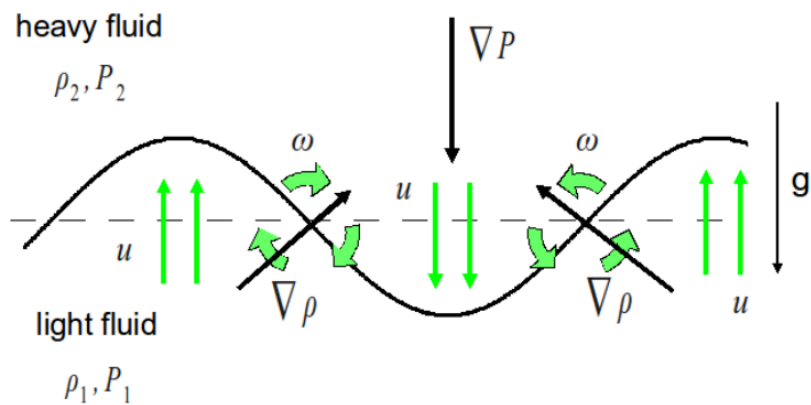 heavy fluid
ρ₂, P₂
∇P
ω
ω
g
u
u
u
∇ρ
∇ρ
light fluid
ρ₁, P₁